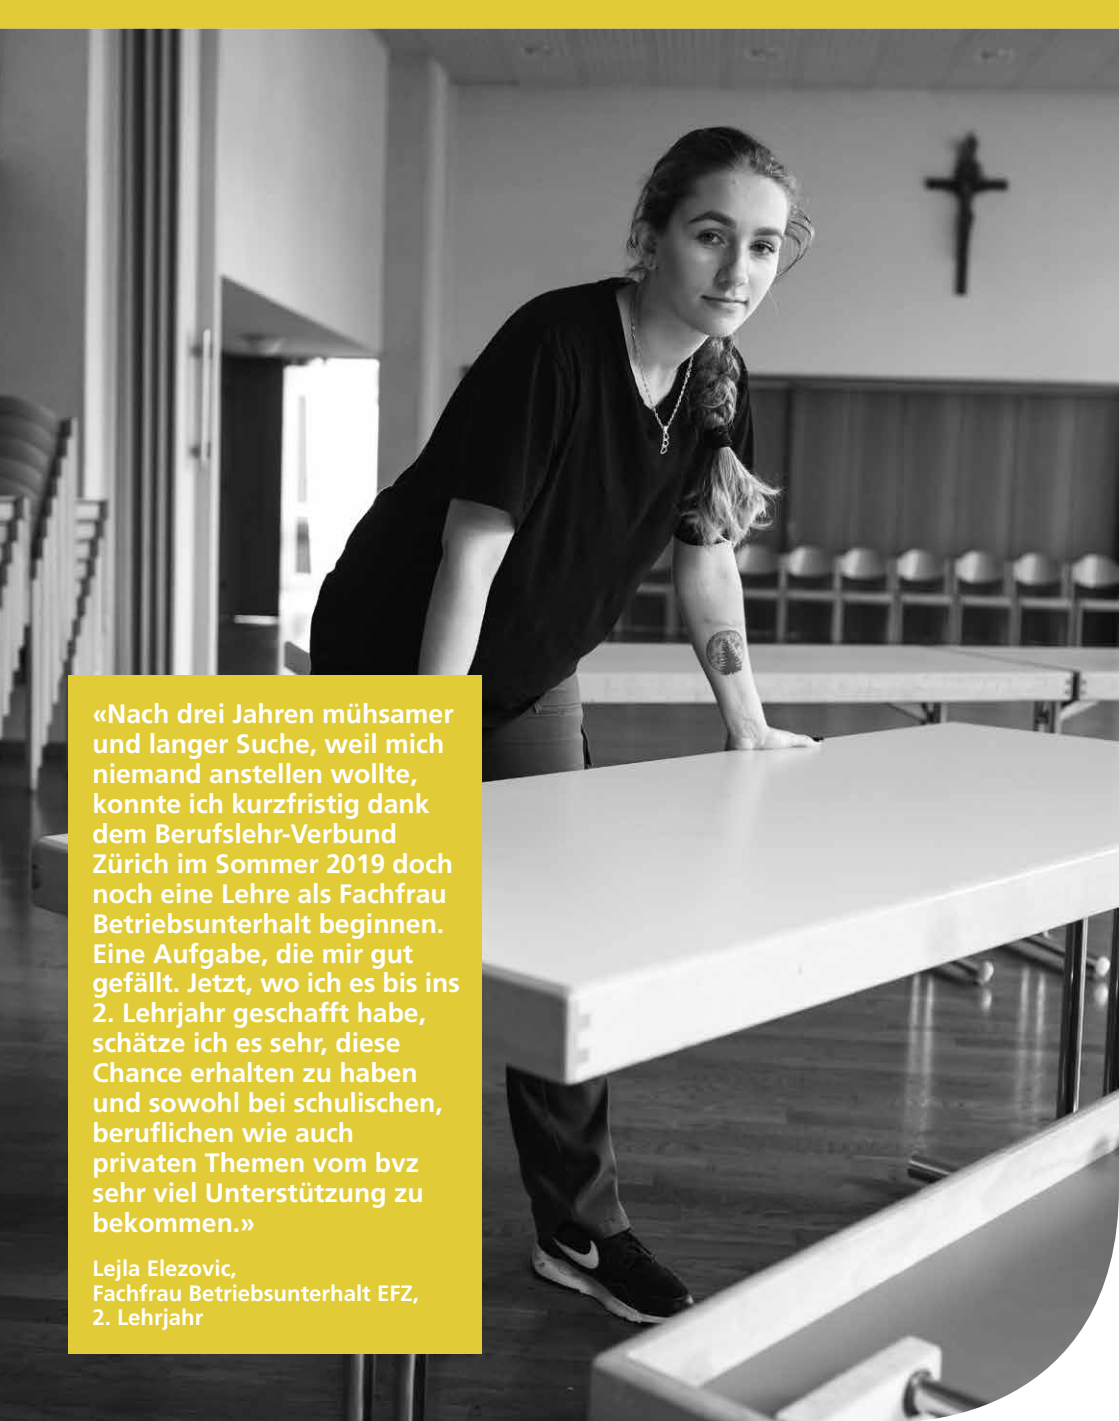 «Nach drei Jahren mühsamer
und langer Suche, weil mich
niemand anstellen wollte,
konnte ich kurzfristig dank
dem Berufslehr-Verbund
Zürich im Sommer 2019 doch
noch eine Lehre als Fachfrau
Betriebsunterhalt beginnen.
Eine Aufgabe, die mir gut
gefällt. Jetzt, wo ich es bis ins
2. Lehrjahr geschafft habe,
schätze ich es sehr, diese
Chance erhalten zu haben
und sowohl bei schulischen,
beruflichen wie auch
privaten Themen vom bvz
sehr viel Unterstützung zu
bekommen.»
Lejla Elezovic,
Fachfrau Betriebsunterhalt EFZ,
2. Lehrjahr